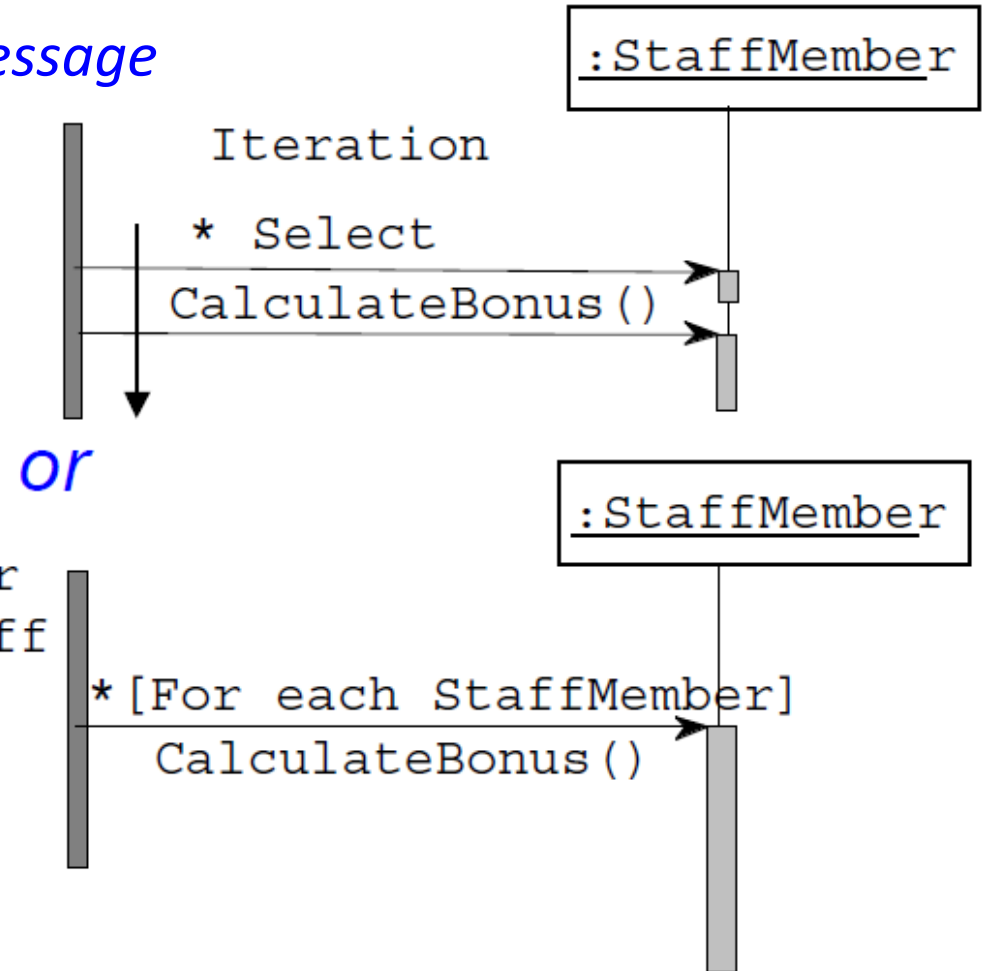 essage
:StaffMember
Iteration
* Select
CalculateBonus()
or
:StaffMember
r
ff
*[For each StaffMember]
CalculateBonus()